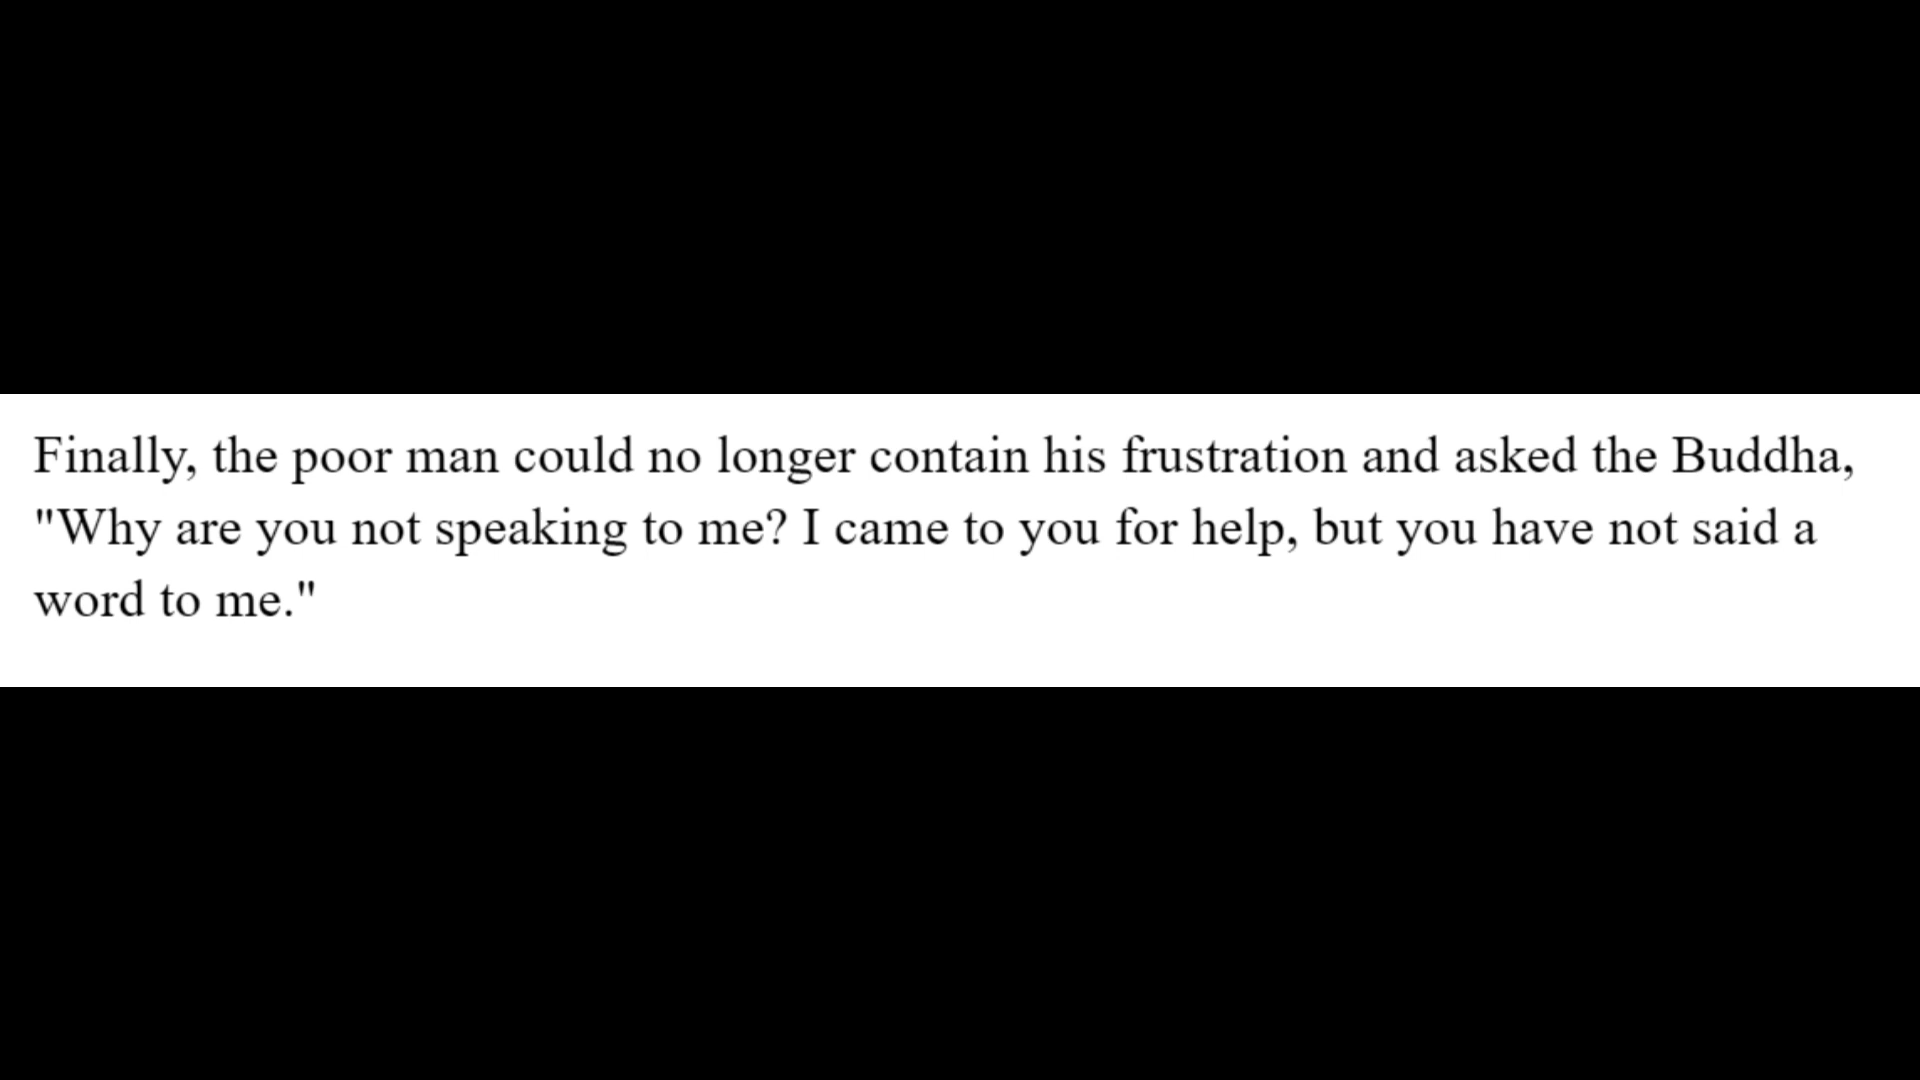 Finally, the poor man could no longer contain his frustration and asked the Buddha,
"Why are you not speaking to me? I came to you for help, but you have not said a
word to me."